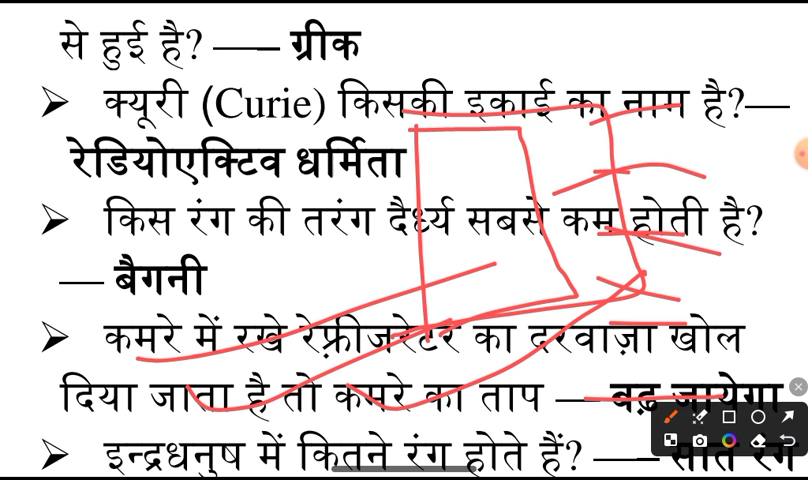 से हुई है? —— ग्रीक
➢ क्यूरी (Curie) किसकी इकाई का नाम है?—
रेडियोएक्टिव धर्मिता
➢ किस रंग की तरंग दैर्ध्य सबसे कम होती है?
— बैगनी
➢ कमरे में रखे रेफ़्रीजरेटर का दरवाज़ा खोल
दिया जाता है तो कमरे का ताप — बढ़ जायेगा
➢ इन्द्रधनुष में कितने रंग होते हैं? —— सात रंग